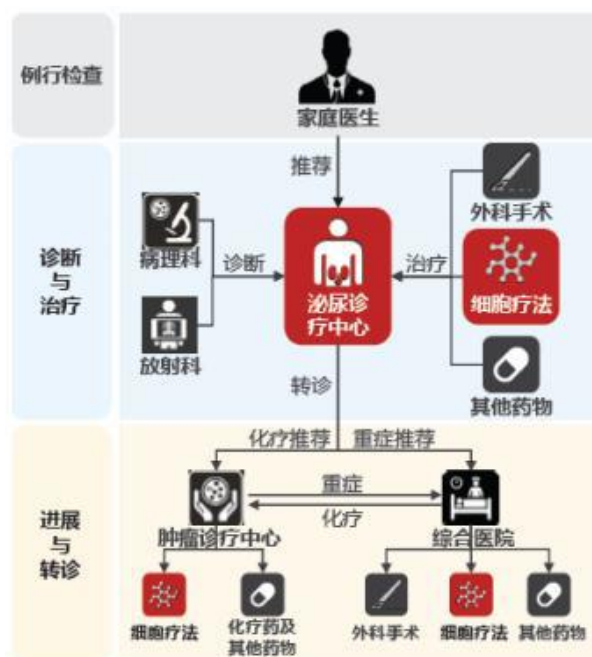 例行检查
家庭医生
推荐
诊断
与
治疗
病理科
放射科
诊断
泌尿诊
疗中心
治疗
外科手术
细胞疗法
其他药物
转诊
进展
与
转诊
化疗推荐
重症推荐
肿瘤诊疗中心
重症
化疗
综合医院
细胞疗法
化疗药及
其他药物
外科手术
细胞疗法
其他药物